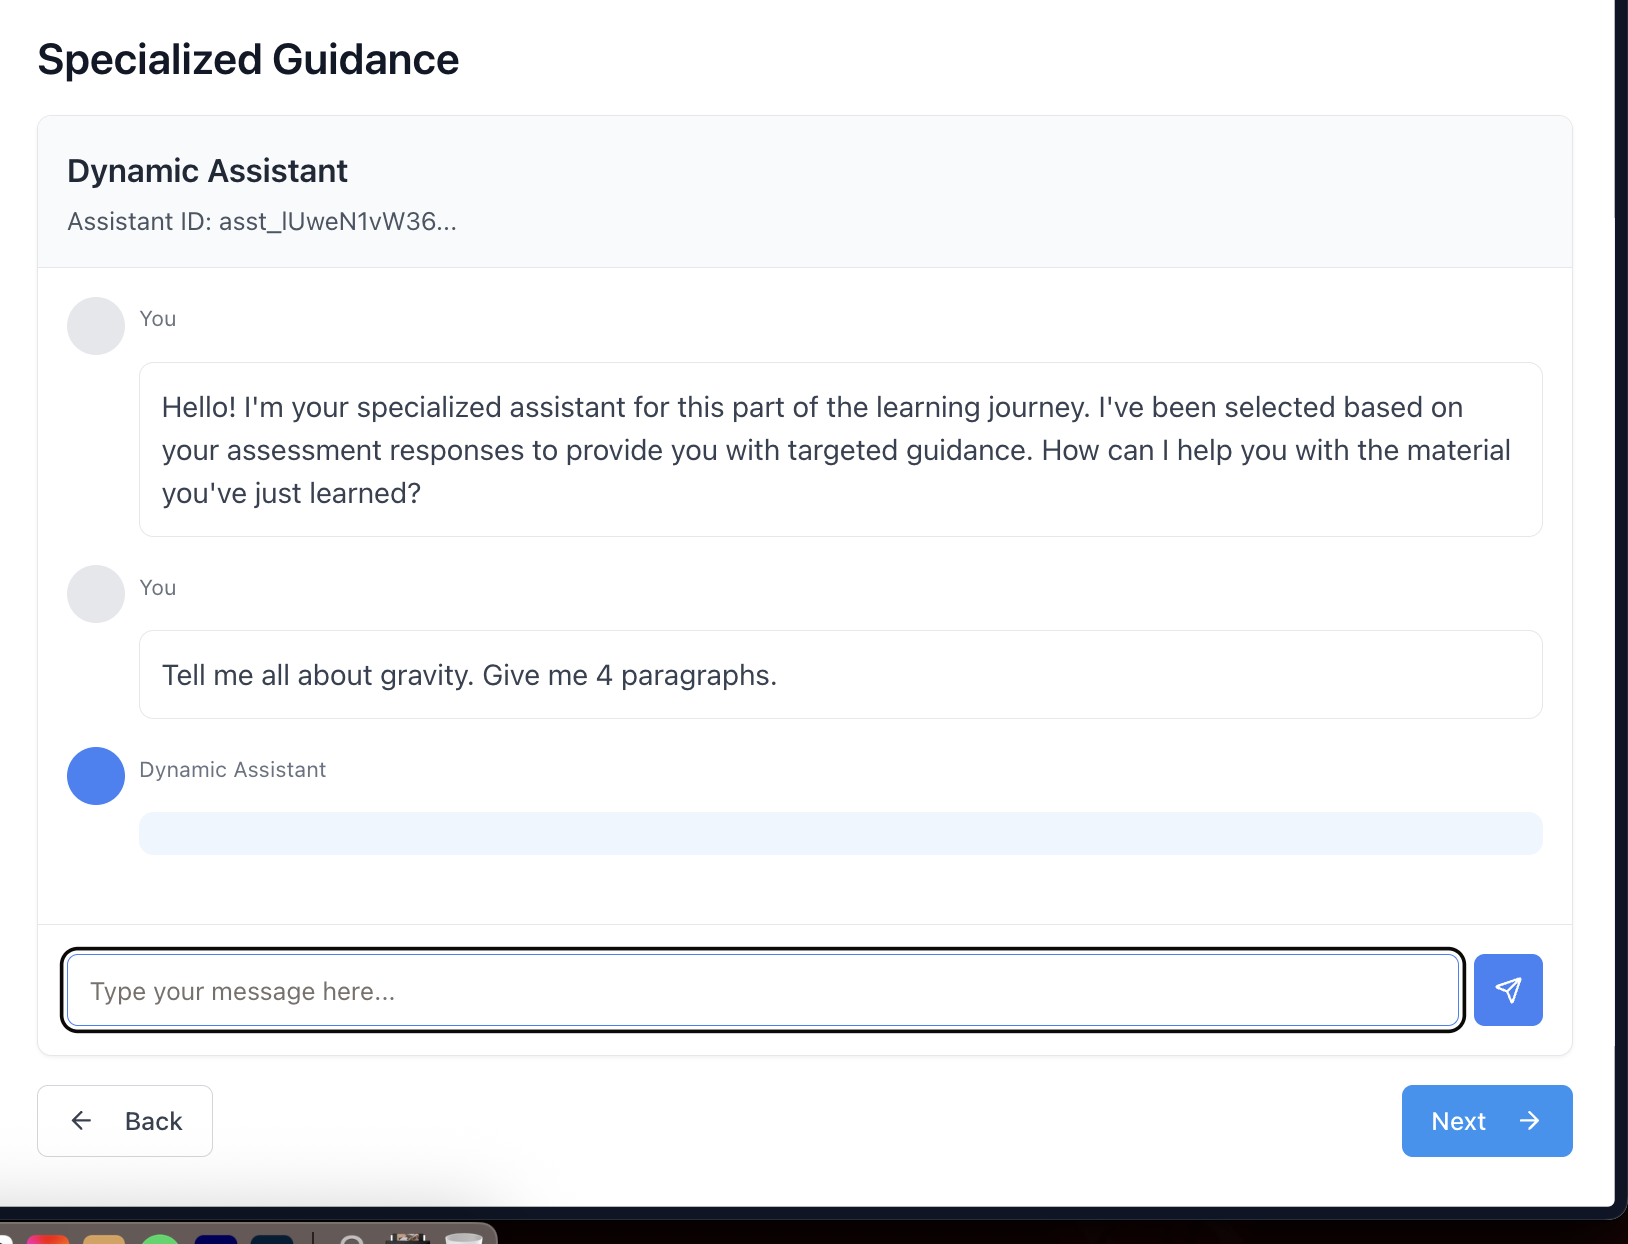 Specialized Guidance
Dynamic Assistant
Assistant ID: asst_lUweN1vW36...
You
Hello! I'm your specialized assistant for this part of the learning journey. I've been selected based on
your assessment responses to provide you with targeted guidance. How can I help you with the material
you've just learned?
You
Tell me all about gravity. Give me 4 paragraphs.
Dynamic Assistant
Type your message here...
Back
Next